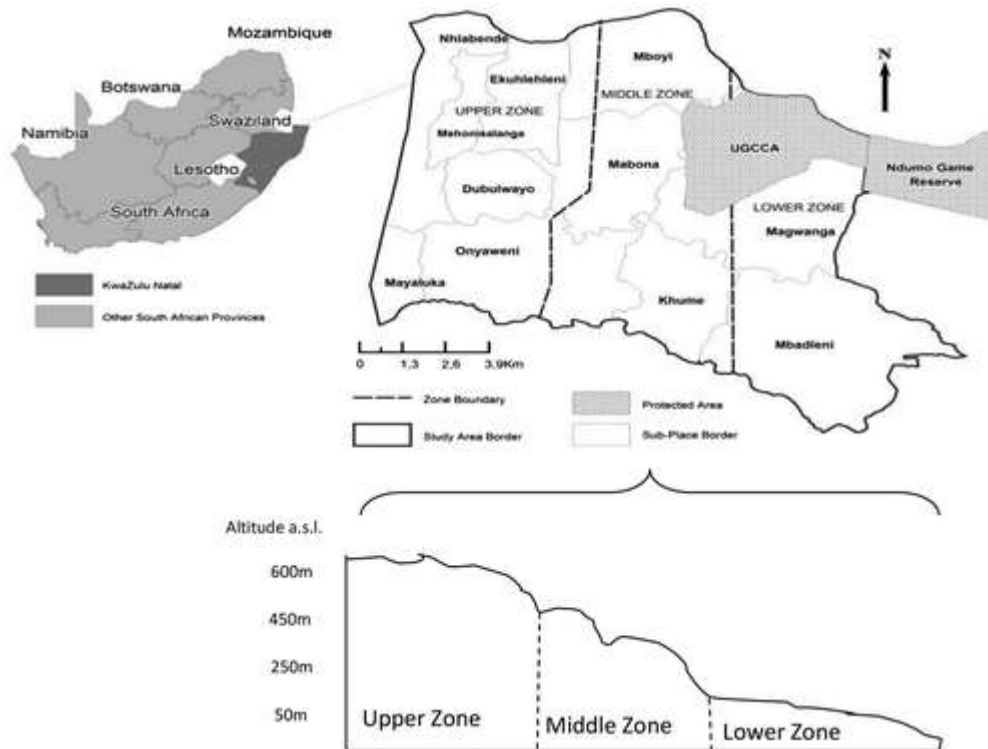 Mozambique
Botswana
Namibia
Swaziland
Lesotho
South Africa
KwaZulu Natal
Other South African Provinces
Nhlabende
Ekuhlehleni
UPPER ZONE
Mehonisalanga
Dubulwayo
Onyaweni
Mayaluka
Mboyi
MIDDLE ZONE
Mabona
Khume
UGCCA
LOWER ZONE
Magwanga
Mbadleni
Ndumo Game
Reserve
N
0 1,3 2,6 3,9Km
Zone Boundary
Study Area Border
Protected Area
Sub-Place Border
Altitude a.s.l.
600m
450m
250m
50m
Upper Zone
Middle Zone
Lower Zone